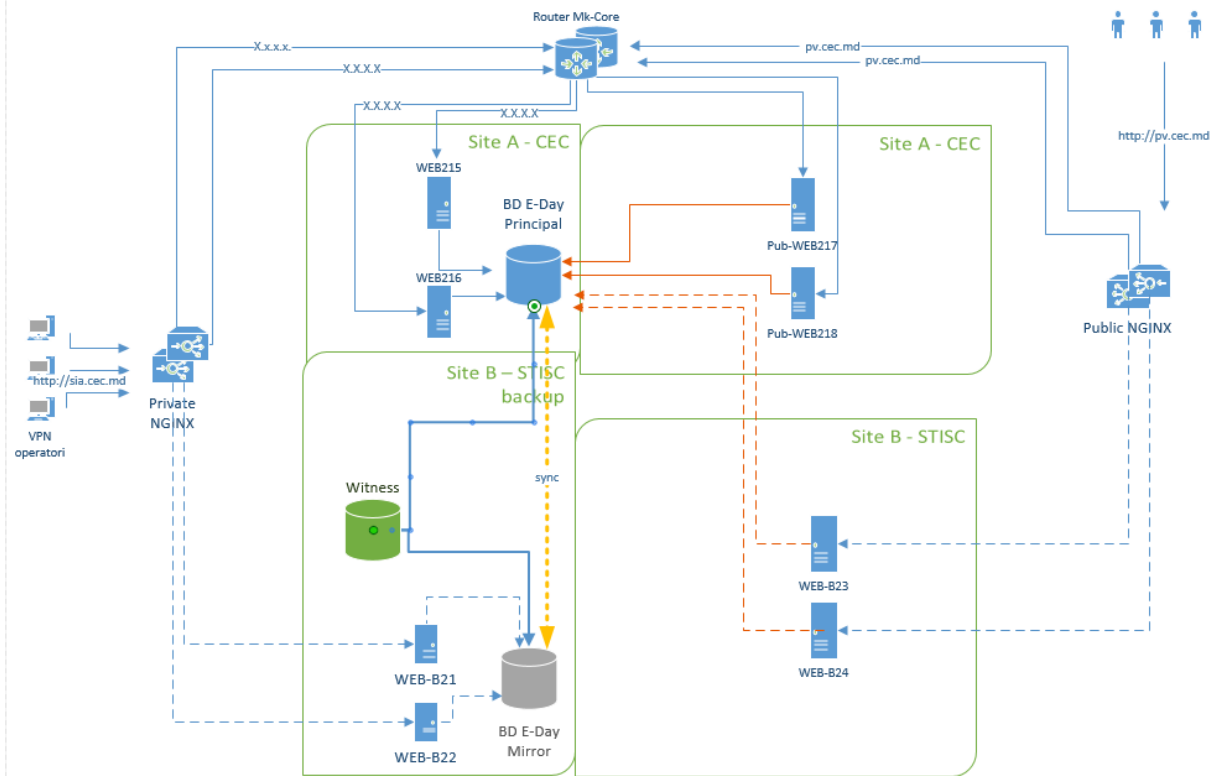 Router Mk-Core
X.x.x.x.
X.X.X.X
X.X.X.X
X.X.X.X
pv.cec.md
pv.cec.md
http://pv.cec.md
Site A - CEC
WEB215
BD E-Day
Principal
WEB216
Site A - CEC
Pub-WEB217
Pub-WEB218
Public NGINX
http://sia.cec.md
VPN
operatori
Private
NGINX
Site B – STISC
backup
Witness
sync
WEB-B21
WEB-B22
BD E-Day
Mirror
Site B - STISC
WEB-B23
WEB-B24